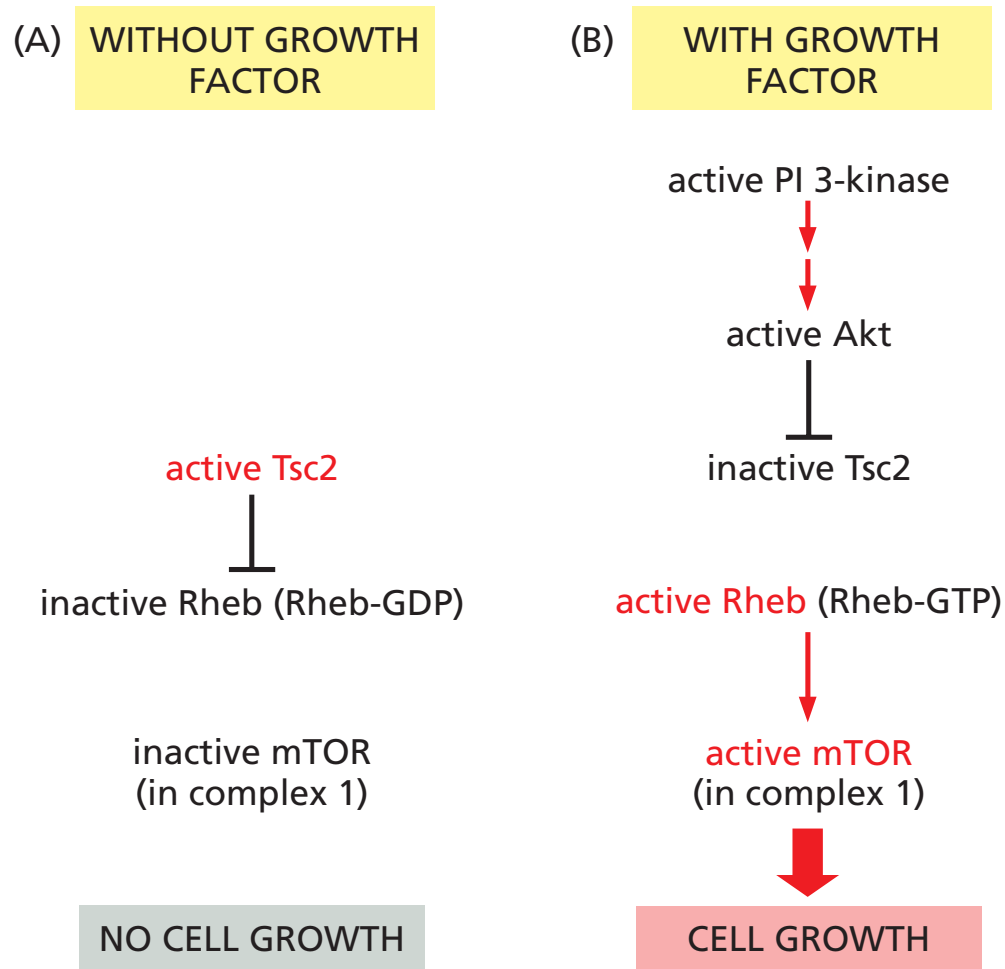 (A) WITHOUT GROWTH
FACTOR
active Tsc2
inactive Rheb (Rheb-GDP)
inactive mTOR
(in complex 1)
NO CELL GROWTH
(B) WITH GROWTH
FACTOR
active PI 3-kinase
active Akt
inactive Tsc2
active Rheb (Rheb-GTP)
active mTOR
(in complex 1)
CELL GROWTH